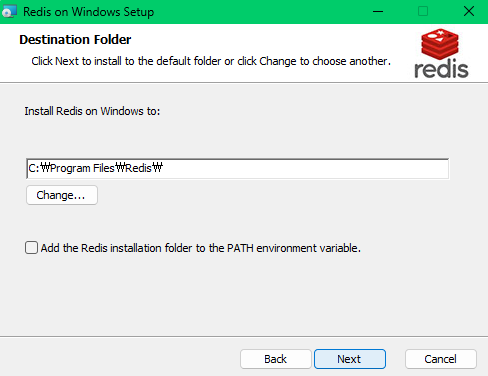 Redis on Windows Setup
Destination Folder
Click Next to install to the default folder or click Change to choose another.
redis
Install Redis on Windows to:
C:₩Program Files₩Redis₩
Change...
Add the Redis installation folder to the PATH environment variable.
Back Next Cancel